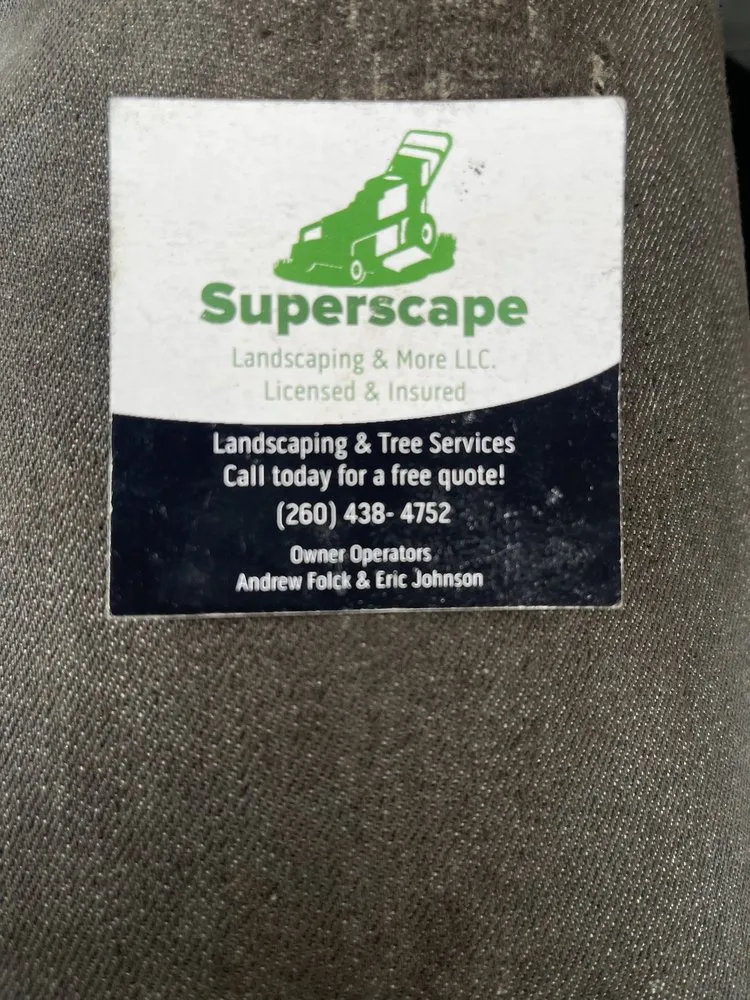 Superscape
Landscaping & More LLC.
Licensed & Insured
Landscaping & Tree Services
Call today for a free quote!
(260) 438- 4752
Owner Operators
Andrew Folck & Eric Johnson